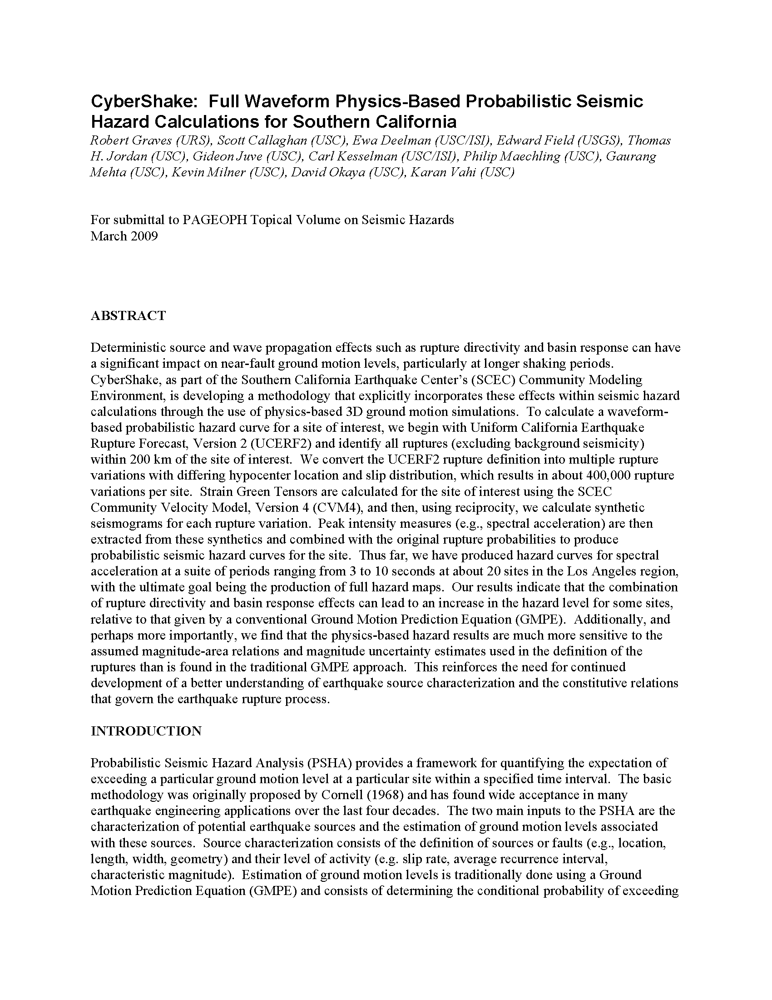 CyberShake:  Full Waveform Physics-Based Probabilistic Seismic
Hazard Calculations for Southern California
Robert Graves (URS), Scott Callaghan (USC), Ewa Deelman (USC/ISI), Edward Field (USGS), Thomas
H. Jordan (USC), Gideon Juve (USC), Carl Kesselman (USC/ISI), Philip Maechling (USC), Gaurang
Mehta (USC), Kevin Milner (USC), David Okaya (USC), Karan Vahi (USC)
For submittal to PAGEOPH Topical Volume on Seismic Hazards
March 2009
ABSTRACT
Deterministic source and wave propagation effects such as rupture directivity and basin response can have
a significant impact on near-fault ground motion levels, particularly at longer shaking periods.
CyberShake, as part of the Southern California Earthquake Center’s (SCEC) Community Modeling
Environment, is developing a methodology that explicitly incorporates these effects within seismic hazard
calculations through the use of physics-based 3D ground motion simulations.  To calculate a waveform-
based probabilistic hazard curve for a site of interest, we begin with Uniform California Earthquake
Rupture Forecast, Version 2 (UCERF2) and identify all ruptures (excluding background seismicity)
within 200 km of the site of interest.  We convert the UCERF2 rupture definition into multiple rupture
variations with differing hypocenter location and slip distribution, which results in about 400,000 rupture
variations per site.  Strain Green Tensors are calculated for the site of interest using the SCEC
Community Velocity Model, Version 4 (CVM4), and then, using reciprocity, we calculate synthetic
seismograms for each rupture variation.  Peak intensity measures (e.g., spectral acceleration) are then
extracted from these synthetics and combined with the original rupture probabilities to produce
probabilistic seismic hazard curves for the site.  Thus far, we have produced hazard curves for spectral
acceleration at a suite of periods ranging from 3 to 10 seconds at about 20 sites in the Los Angeles region,
with the ultimate goal being the production of full hazard maps.  Our results indicate that the combination
of rupture directivity and basin response effects can lead to an increase in the hazard level for some sites,
relative to that given by a conventional Ground Motion Prediction Equation (GMPE).  Additionally, and
perhaps more importantly, we find that the physics-based hazard results are much more sensitive to the
assumed magnitude-area relations and magnitude uncertainty estimates used in the definition of the
ruptures than is found in the traditional GMPE approach.  This reinforces the need for continued
development of a better understanding of earthquake source characterization and the constitutive relations
that govern the earthquake rupture process.
INTRODUCTION
Probabilistic Seismic Hazard Analysis (PSHA) provides a framework for quantifying the expectation of
exceeding a particular ground motion level at a particular site within a specified time interval.  The basic
methodology was originally proposed by Cornell (1968) and has found wide acceptance in many
earthquake engineering applications over the last four decades.  The two main inputs to the PSHA are the
characterization of potential earthquake sources and the estimation of ground motion levels associated
with these sources.  Source characterization consists of the definition of sources or faults (e.g., location,
length, width, geometry) and their level of activity (e.g. slip rate, average recurrence interval,
characteristic magnitude).  Estimation of ground motion levels is traditionally done using a Ground
Motion Prediction Equation (GMPE) and consists of determining the conditional probability of exceeding